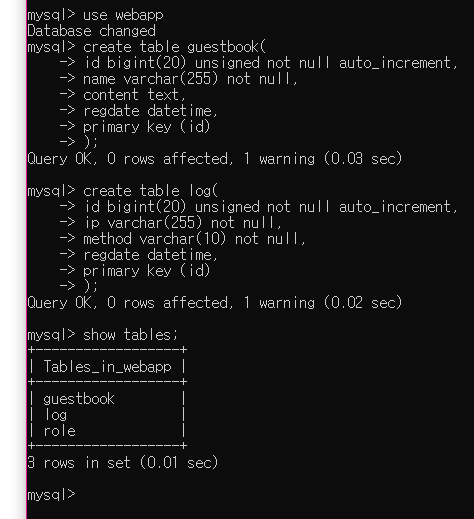 mysql> use webapp
Database changed
mysql> create table guestbook(
    -> id bigint(20) unsigned not null auto_increment,
    -> name varchar(255) not null,
    -> content text,
    -> regdate datetime,
    -> primary key (id)
    -> );
Query OK, 0 rows affected, 1 warning (0.03 sec)

mysql> create table log(
    -> id bigint(20) unsigned not null auto_increment,
    -> ip varchar(255) not null,
    -> method varchar(10) not null,
    -> regdate datetime,
    -> primary key (id)
    -> );
Query OK, 0 rows affected, 1 warning (0.02 sec)

mysql> show tables;
+------------------+
| Tables_in_webapp |
+------------------+
| guestbook        |
| log              |
| role             |
+------------------+
3 rows in set (0.01 sec)

mysql>